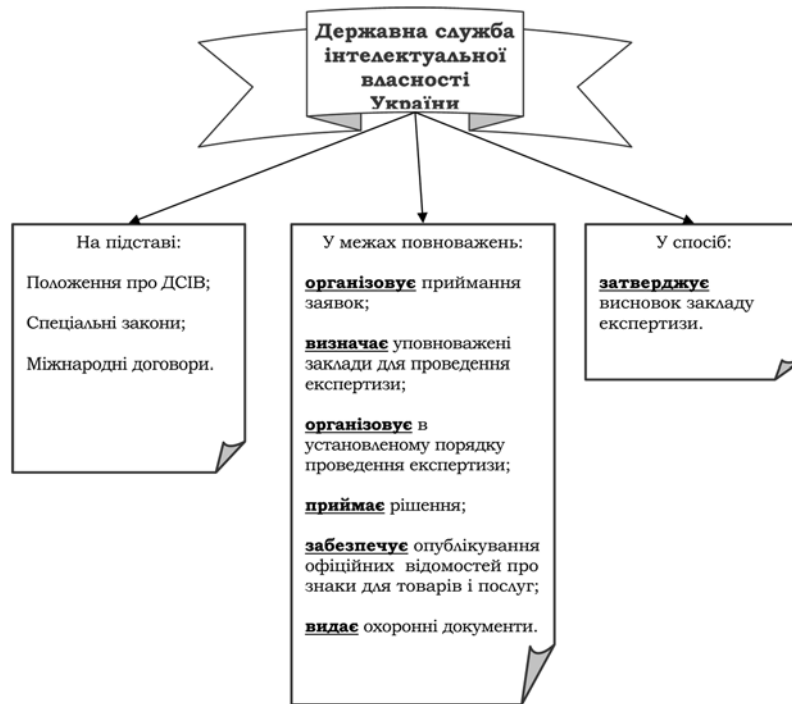 Державна служба
інтелектуальної
власності
України
На підставі:
Положення про ДСІВ;
Спеціальні закони;
Міжнародні договори.
У межах повноважень:
організовує приймання
заявок;
визначає уповноважені
заклади для проведення
експертизи;
організовує в
установленому порядку
проведення експертизи;
приймає рішення;
забезпечує опублікування
офіційних відомостей про
знаки для товарів і послуг;
видає охоронні документи.
У спосіб:
затверджує
висновок закладу
експертизи.